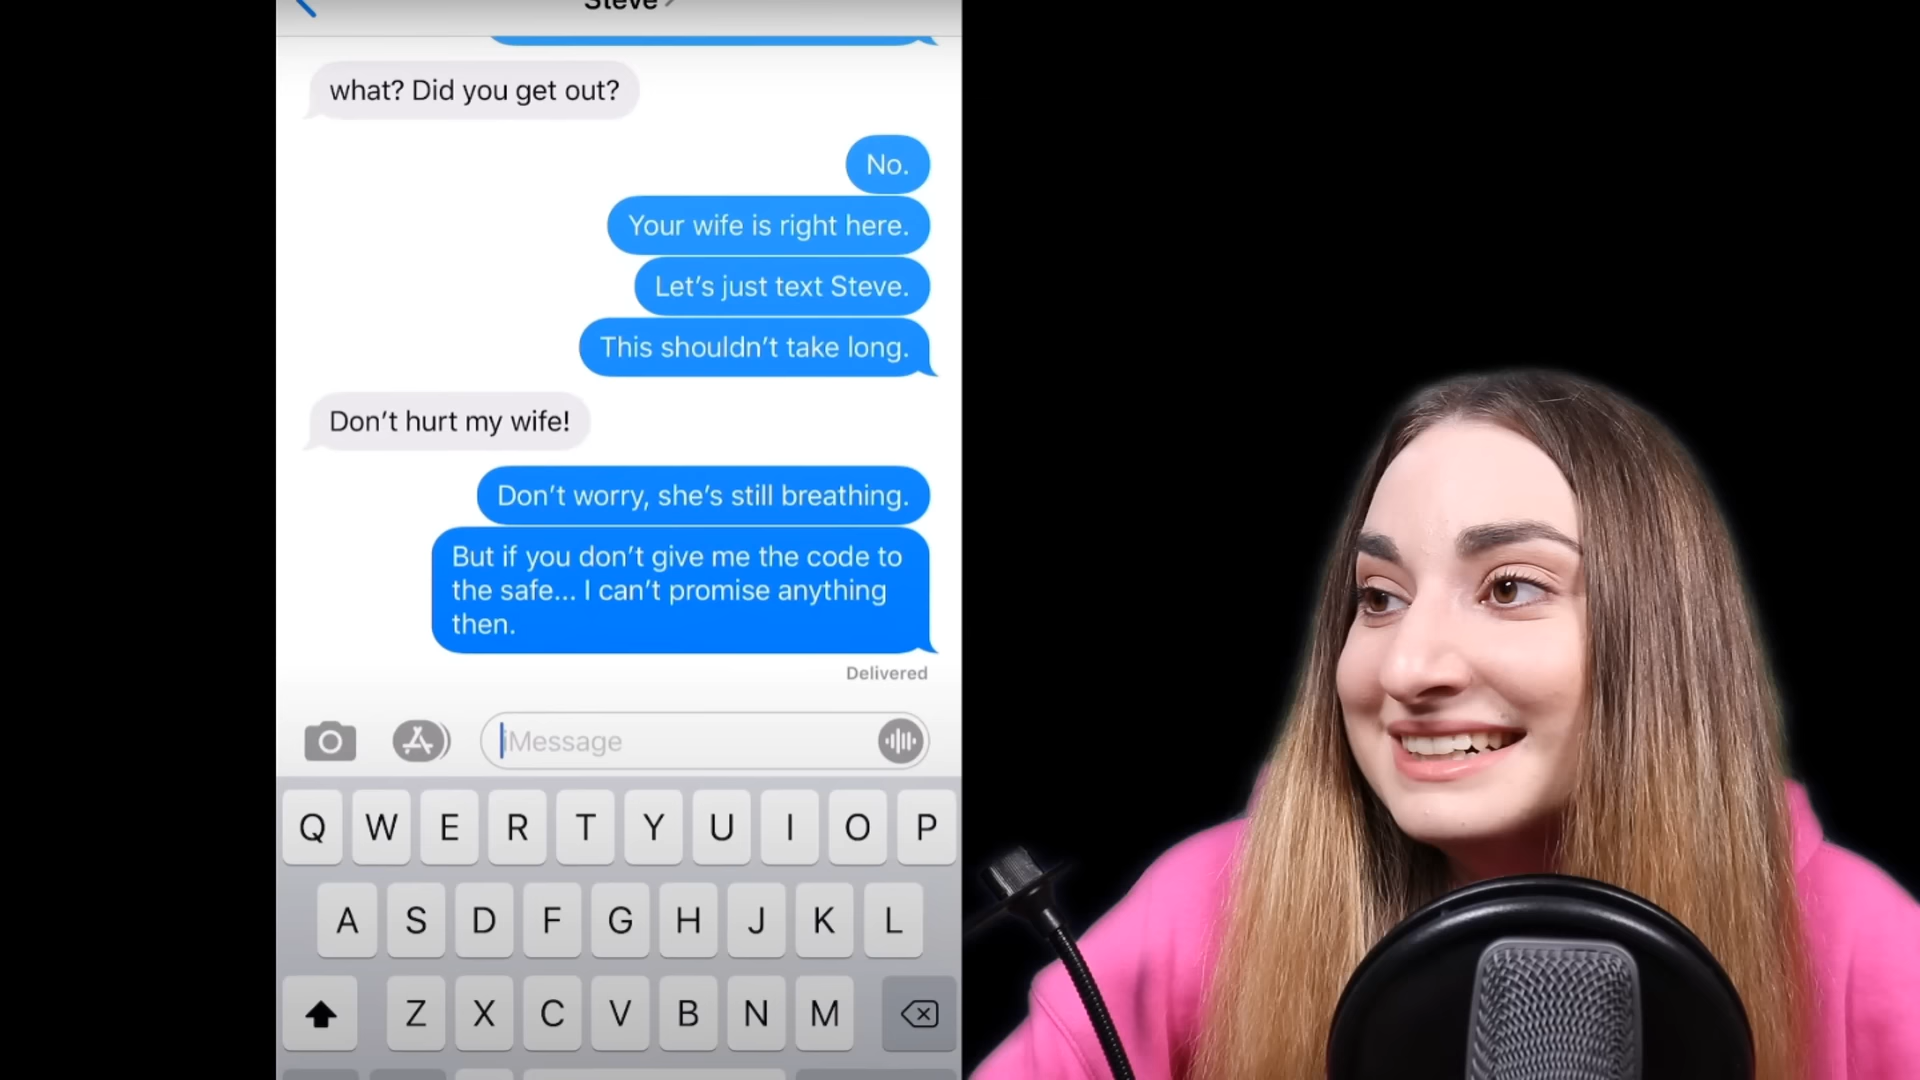 Steve
what? Did you get out?
No.
Your wife is right here.
Let's just text Steve.
This shouldn't take long.
Don't hurt my wife!
Don't worry, she's still breathing.
But if you don't give me the code to
the safe... I can't promise anything
then.
Delivered
iMessage
Q W E R T Y U I O P
A S D F G H J K L
Z X C V B N M